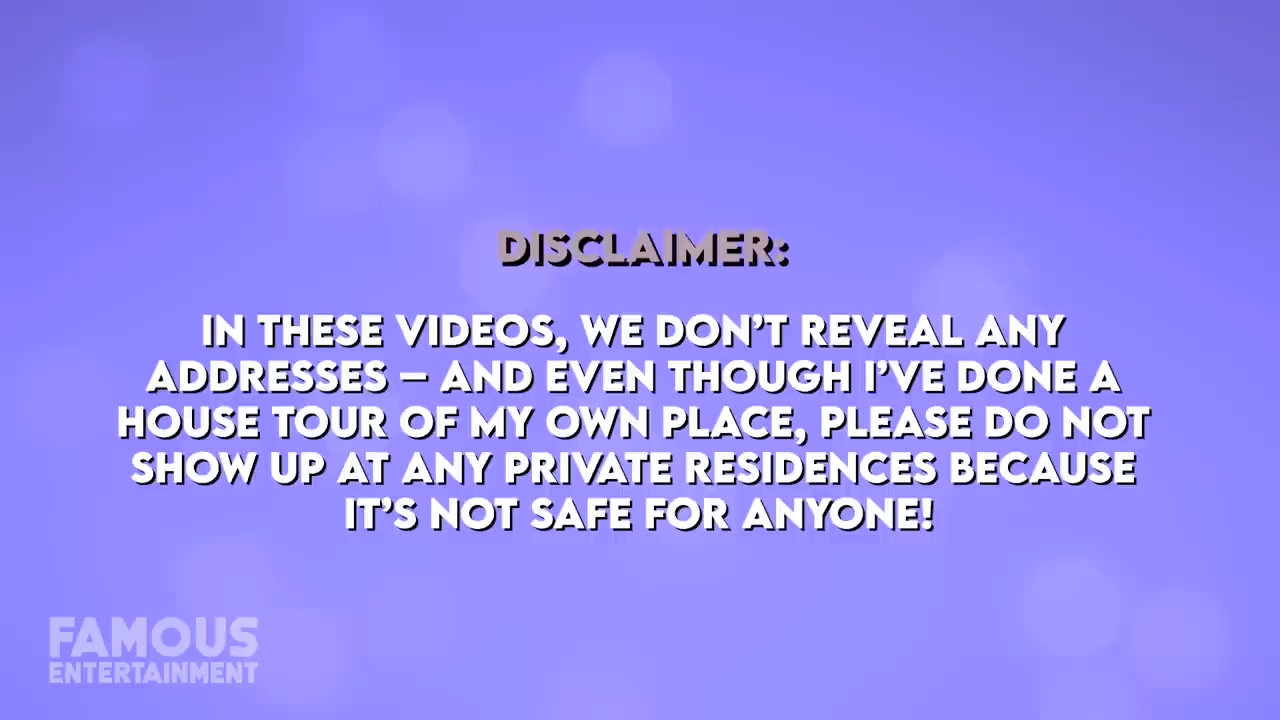 DISCLAIMER:
IN THESE VIDEOS, WE DON'T REVEAL ANY
ADDRESSES – AND EVEN THOUGH I'VE DONE A
HOUSE TOUR OF MY OWN PLACE, PLEASE DO NOT
SHOW UP AT ANY PRIVATE RESIDENCES BECAUSE
IT'S NOT SAFE FOR ANYONE!
FAMOUS
ENTERTAINMENT